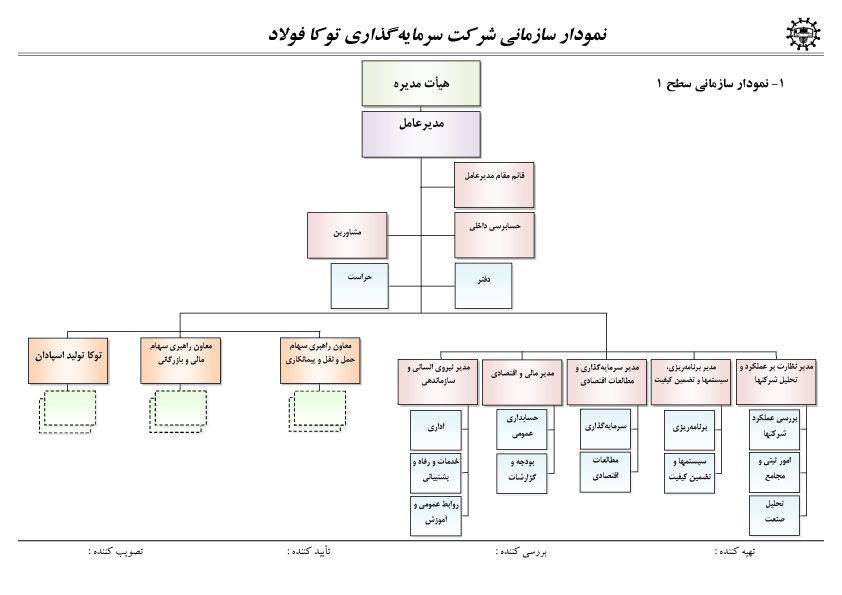 نمودار سازمانی شرکت سرمایه‌گذاری توکا فولاد
۱- نمودار سازمانی سطح ۱
هیأت مدیره
مدیرعامل
قائم مقام مدیرعامل
حسابرسی داخلی
مشاورین
دفتر
حراست
مدیر نظارت بر عملکرد و
تحلیل شرکتها
بررسی عملکرد
شرکتها
امور ثبتی و
مجامع
تحلیل
صنعت
مدیر برنامه‌ریزی،
سیستمها و تضمین کیفیت
برنامه‌ریزی
سیستمها و
تضمین کیفیت
مدیر سرمایه‌گذاری و
مطالعات اقتصادی
سرمایه‌گذاری
مطالعات
اقتصادی
مدیر مالی و اقتصادی
حسابداری
عمومی
بودجه و
گزارشات
مدیر نیروی انسانی و
سازماندهی
اداری
خدمات و رفاه و
پشتیبانی
روابط عمومی و
آموزش
معاون راهبری سهام
حمل و نقل و پیمانکاری
معاون راهبری سهام
مالی و بازرگانی
توکا تولید اسپادان
تهیه کننده :
بررسی کننده :
تأیید کننده :
تصویب کننده :